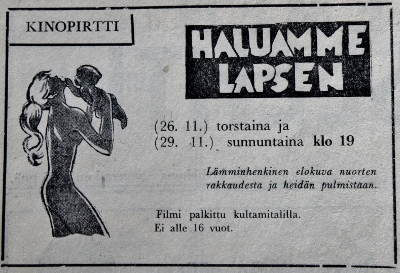 KINOPIRTTI
HALUAMME
LAPSEN
(26. 11.) torstaina ja
(29. 11.) sunnuntaina klo 19
Lämminhenkinen elokuva nuorten
rakkaudesta ja heidän pulmistaan.
Filmi palkittu kultamitalilla.
Ei alle 16 vuot.